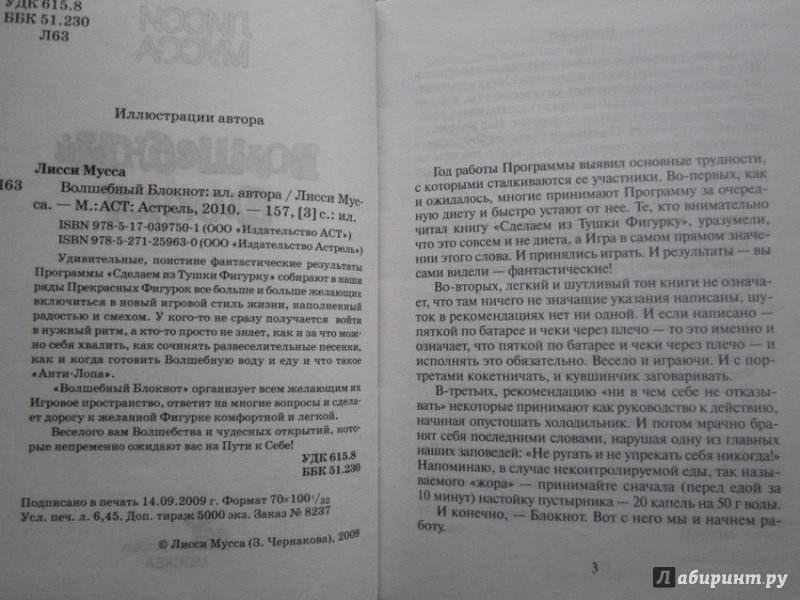 УДК 615.8
ББК 51.230
Л63
ЛИССИ
МУССА
Иллюстрации автора
Лисси Мусса
Л63
Волшебный Блокнот: ил. автора / Лисси Мус-
са. — М.:АСТ: Астрель, 2010. — 157, [3] с.: ил.
ISBN 978-5-17-039750-1 (ООО «Издательство АСТ»)
ISBN 978-5-271-25963-0 (ООО «Издательство Астрель»)
Удивительные, поистине фантастические результаты
Программы «Сделаем из Тушки Фигурку» собирают в наши
ряды Прекрасных Фигурок все больше и больше желающих
включиться в новый игровой стиль жизни, наполненный
радостью и смехом. У кого-то не сразу получается войти
в нужный ритм, а кто-то просто не знает, как и за что мож-
но себя хвалить, как сочинять развеселительные песенки,
как и когда готовить Волшебную воду и еду и что такое
«Анти-Лопа».
«Волшебный Блокнот» организует всем желающим их
Игровое пространство, ответит на многие вопросы и сдела-
ет дорогу к желанной Фигурке комфортной и легкой.
Веселого вам Волшебства и чудесных открытий, кото-
рые непременно ожидают вас на Пути к Себе!
УДК 615.8
ББК 51.230
Подписано в печать 14.09.2009 г. Формат 70×100¹/₃₂
Усл. печ. л. 6,45. Доп. тираж 5000 экз. Заказ № 8237
© Лисси Мусса (З. Чернакова), 2009
МОСКВА
Год работы Программы выявил основные трудности,
с которыми сталкиваются ее участники. Во-первых, как
и ожидалось, многие принимают Программу за очеред-
ную диету и быстро устают от нее. Те, кто внимательно
читал книгу «Сделаем из Тушки Фигурку», уразумели,
что это совсем и не диета, а Игра в самом прямом значе-
нии этого слова. И принялись играть. И результаты — вы
сами видели — фантастические!
Во-вторых, легкий и шутливый тон книги не означа-
ет, что там ничего не значащие указания написаны, шу-
ток в рекомендациях нет ни одной. И если написано —
пяткой по батарее и чеки через плечо — то это именно и
означает, что пяткой по батарее и чеки через плечо — и
исполнять это обязательно. Весело и играючи. И с пор-
третами кокетничать, и кувшинчик заговаривать.
В-третьих, рекомендацию «ни в чем себе не отказы-
вать» некоторые принимают как руководство к действию,
начиная опустошать холодильник. И потом мрачно бра-
нят себя последними словами, нарушая одну из главных
наших заповедей: «Не ругать и не упрекать себя никогда!»
Напоминаю, в случае неконтролируемой еды, так назы-
ваемого «жора» — принимайте сначала (перед едой за
10 минут) настойку пустырника — 20 капель на 50 г воды.
И конечно, — Блокнот. Вот с него мы и начнем ра-
боту.
3
Лабиринт.ру